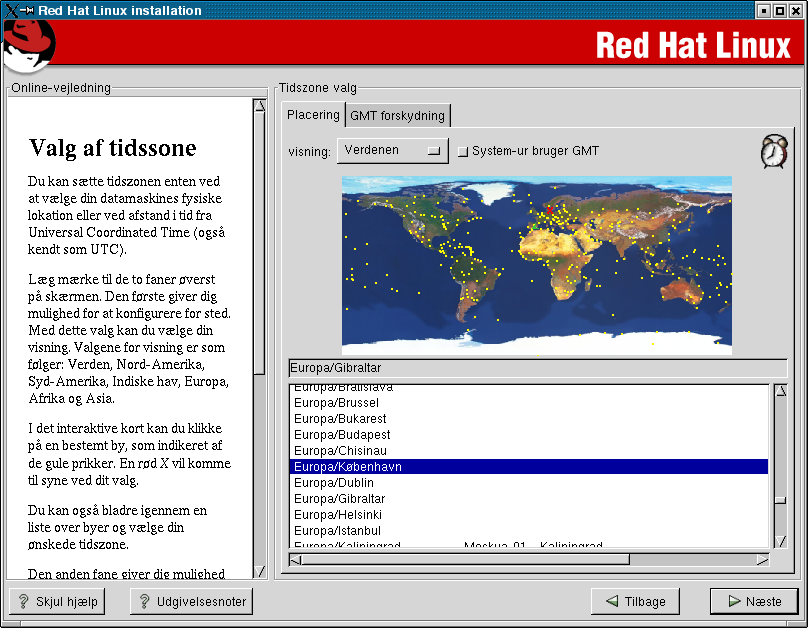 Red Hat Linux installation
Red Hat Linux
Online-vejledning
Valg af tidssone
Du kan sætte tidszonen enten ved
at vælge din datamaskines fysiske
lokation eller ved afstand i tid fra
Universal Coordinated Time (også
kendt som UTC).
Læg mærke til de to faner øverst
på skærmen. Den første giver dig
mulighed for at konfigurere for sted.
Med dette valg kan du vælge din
visning. Valgene for visning er som
følger: Verden, Nord-Amerika,
Syd-Amerika, Indiske hav, Europa,
Afrika og Asia.
I det interaktive kort kan du klikke
på en bestemt by, som indikeret af
de gule prikker. En rød X vil komme
til syne ved dit valg.
Du kan også bladre igennem en
liste over byer og vælge din
ønskede tidszone.
Den anden fane giver dig mulighed
Tidszone valg
Placering
GMT forskydning
visning:
Verdenen
System-ur bruger GMT
Europa/Gibraltar
Europa/Bratislava
Europa/Brussel
Europa/Bukarest
Europa/Budapest
Europa/Chisinau
Europa/København
Europa/Dublin
Europa/Gibraltar
Europa/Helsinki
Europa/Istanbul
Europa/Kaliningrad Moskva-01 - Kaliningrad
Skjul hjælp
Udgivelsesnoter
Tilbage
Næste